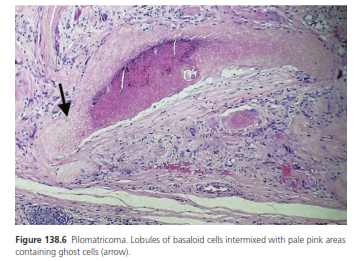 Figure 138.6 Pilomatricoma. Lobules of basaloid cells intermixed with pale pink areas
containing ghost cells (arrow).